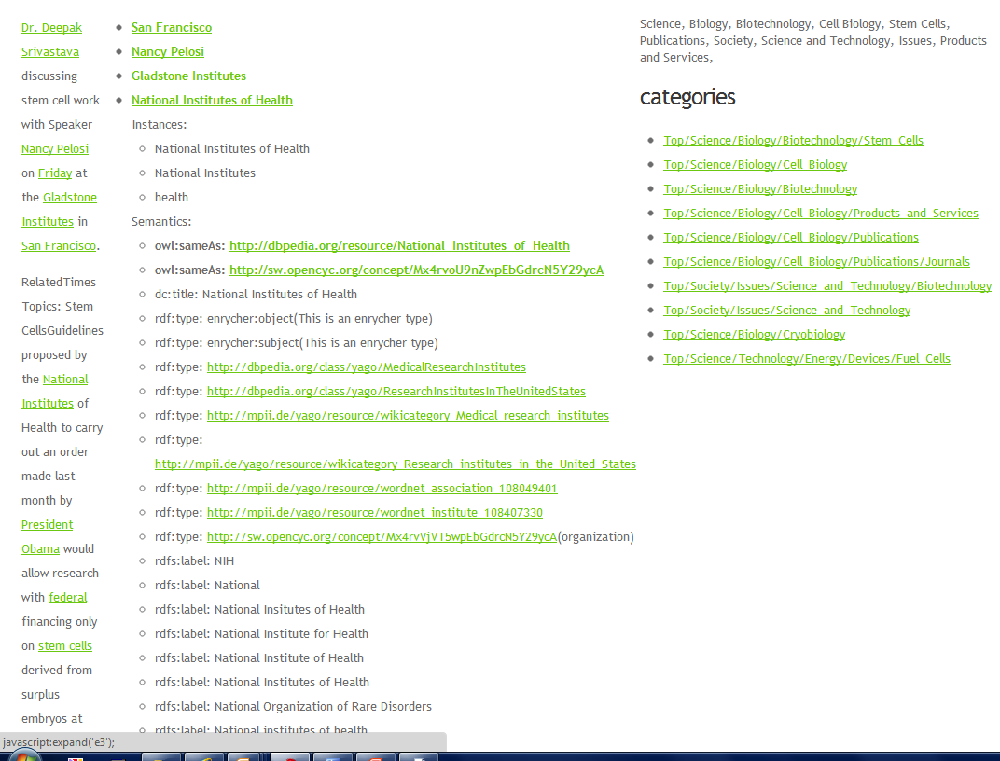 Dr. Deepak
Srivastava
discussing
stem cell work
with Speaker
Nancy Pelosi
on Friday at
the Gladstone
Institutes in
San Francisco.
RelatedTimes
Topics: Stem
CellsGuidelines
proposed by
the National
Institutes of
Health to carry
out an order
made last
month by
President
Obama would
allow research
with federal
financing only
on stem cells
derived from
surplus
embryos at
San Francisco
Nancy Pelosi
Gladstone Institutes
National Institutes of Health
Instances:
National Institutes of Health
National Institutes
health
Semantics:
owl:sameAs: http://dbpedia.org/resource/National_Institutes_of_Health
owl:sameAs: http://sw.opencyc.org/concept/Mx4rvoU9nZwpEbGdrcN5Y29ycA
dc:title: National Institutes of Health
rdf:type: enrycher:object(This is an enrycher type)
rdf:type: enrycher:subject(This is an enrycher type)
rdf:type: http://dbpedia.org/class/yago/MedicalResearchInstitutes
rdf:type: http://dbpedia.org/class/yago/ResearchInstitutesInTheUnitedStates
rdf:type: http://mpii.de/yago/resource/wikicategory_Medical_research_institutes
rdf:type:
http://mpii.de/yago/resource/wikicategory_Research_institutes_in_the_United_States
rdf:type: http://mpii.de/yago/resource/wordnet_association_108049401
rdf:type: http://mpii.de/yago/resource/wordnet_institute_108407330
rdf:type: http://sw.opencyc.org/concept/Mx4rvVjVT5wpEbGdrcN5Y29ycA(organization)
rdfs:label: NIH
rdfs:label: National
rdfs:label: National Insitutes of Health
rdfs:label: National Institute for Health
rdfs:label: National Institute of Health
rdfs:label: National Institutes of Health
rdfs:label: National Organization of Rare Disorders
rdfs:label: National institutes of health
Science, Biology, Biotechnology, Cell Biology, Stem Cells,
Publications, Society, Science and Technology, Issues, Products
and Services,
categories
Top/Science/Biology/Biotechnology/Stem_Cells
Top/Science/Biology/Cell_Biology
Top/Science/Biology/Biotechnology
Top/Science/Biology/Cell_Biology/Products_and_Services
Top/Science/Biology/Cell_Biology/Publications
Top/Science/Biology/Cell_Biology/Publications/Journals
Top/Society/Issues/Science_and_Technology/Biotechnology
Top/Society/Issues/Science_and_Technology
Top/Science/Biology/Cryobiology
Top/Science/Technology/Energy/Devices/Fuel_Cells
javascript:expand('e3');